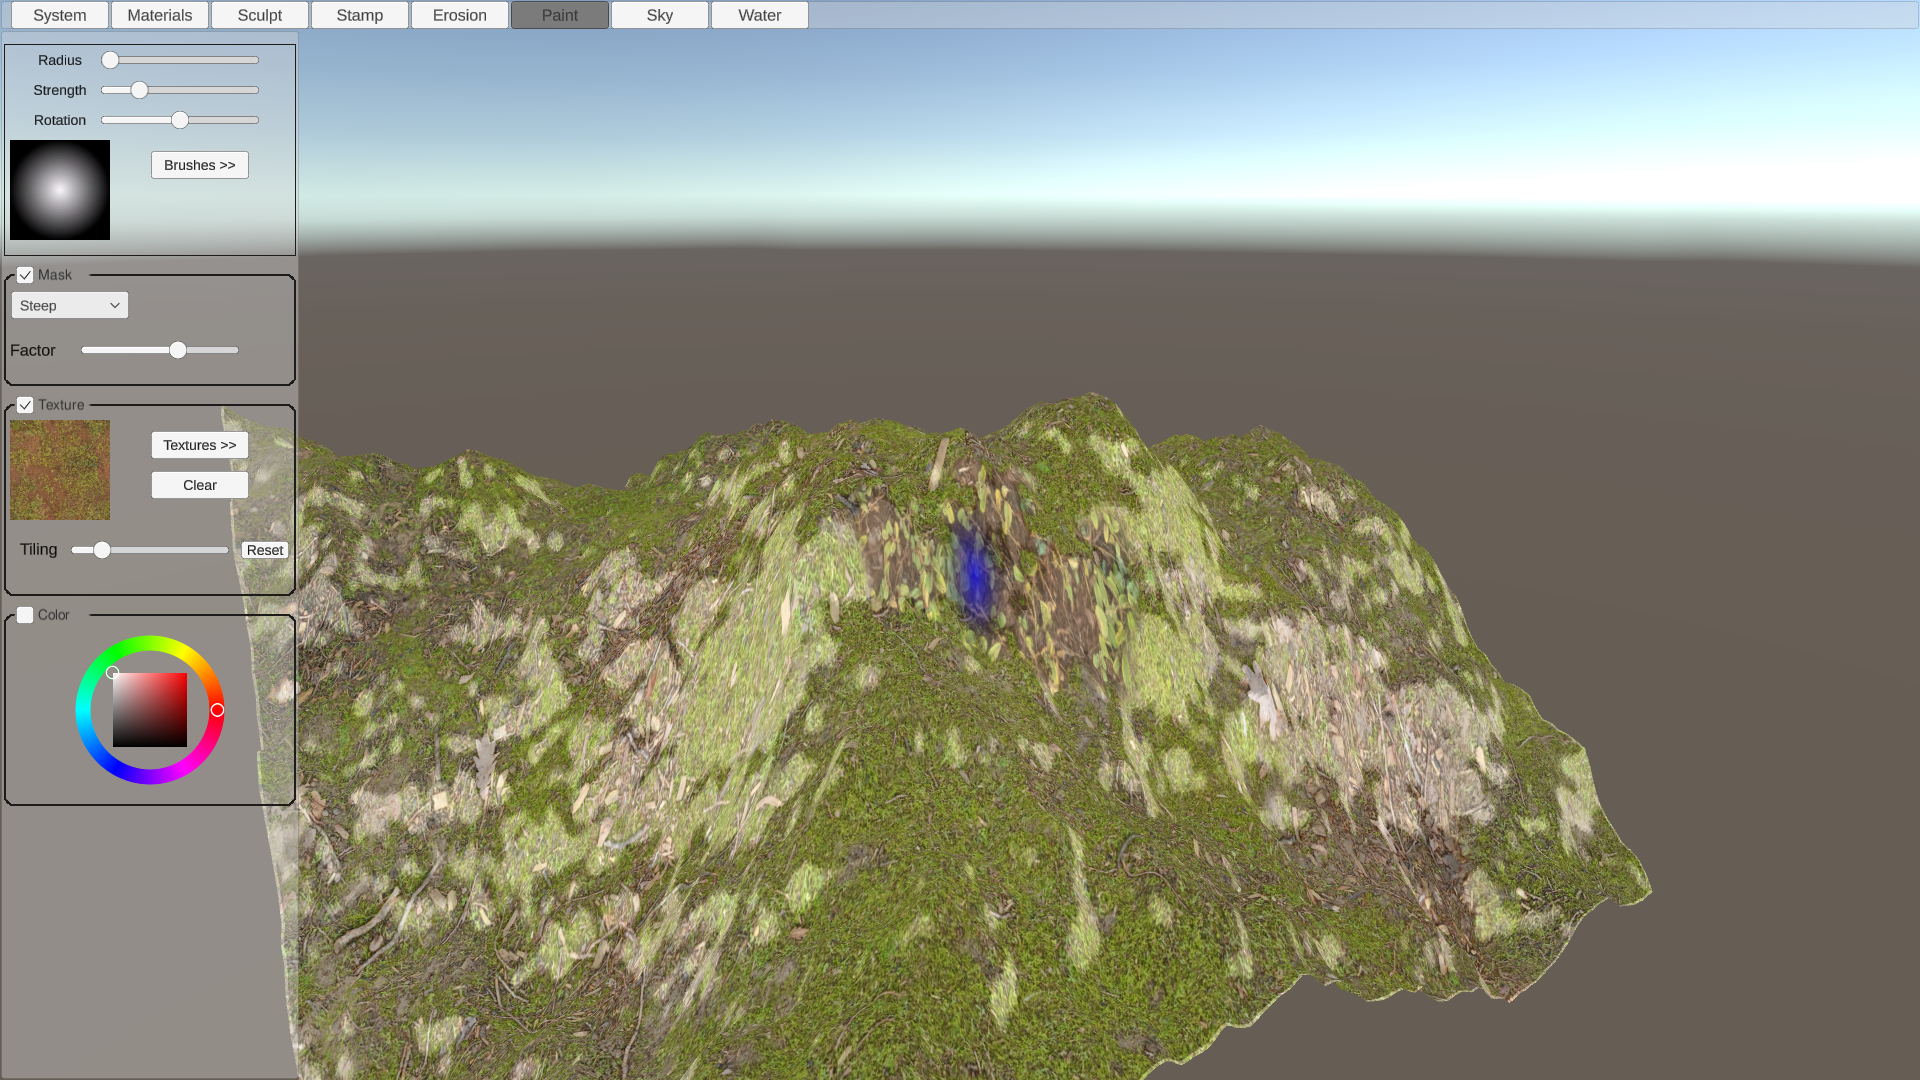 System Materials Sculpt Stamp Erosion Paint Sky Water
Radius
Strength
Rotation
Brushes >>
Mask
Steep
Factor
Texture
Textures >>
Clear
Tiling Reset
Color